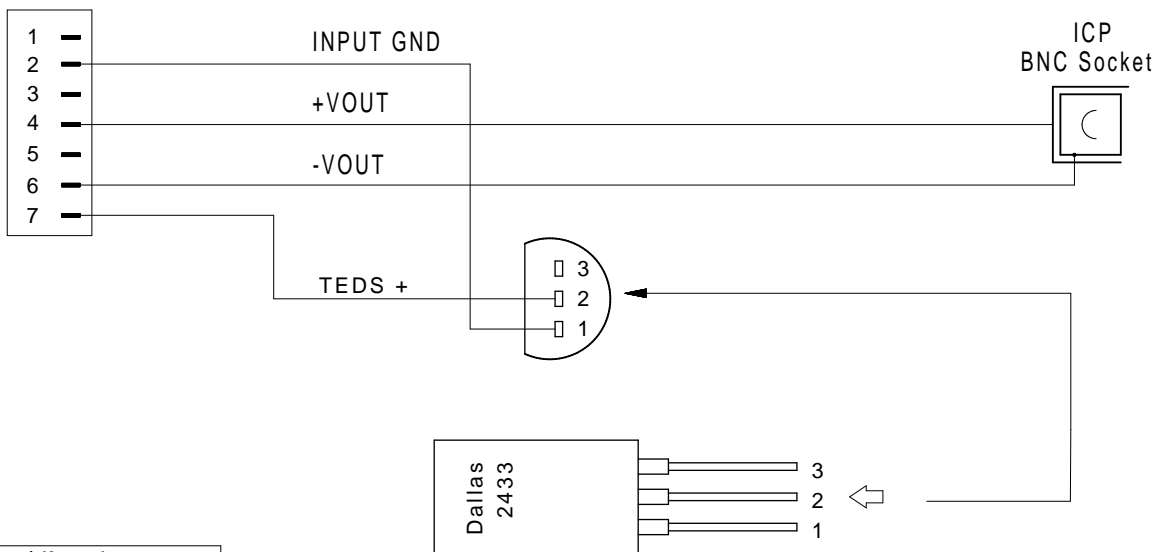 1
2
3
4
5
6
7
INPUT GND
+VOUT
-VOUT
TEDS +
ICP
BNC Socket
3
2
1
Dallas
2433
3
2
1